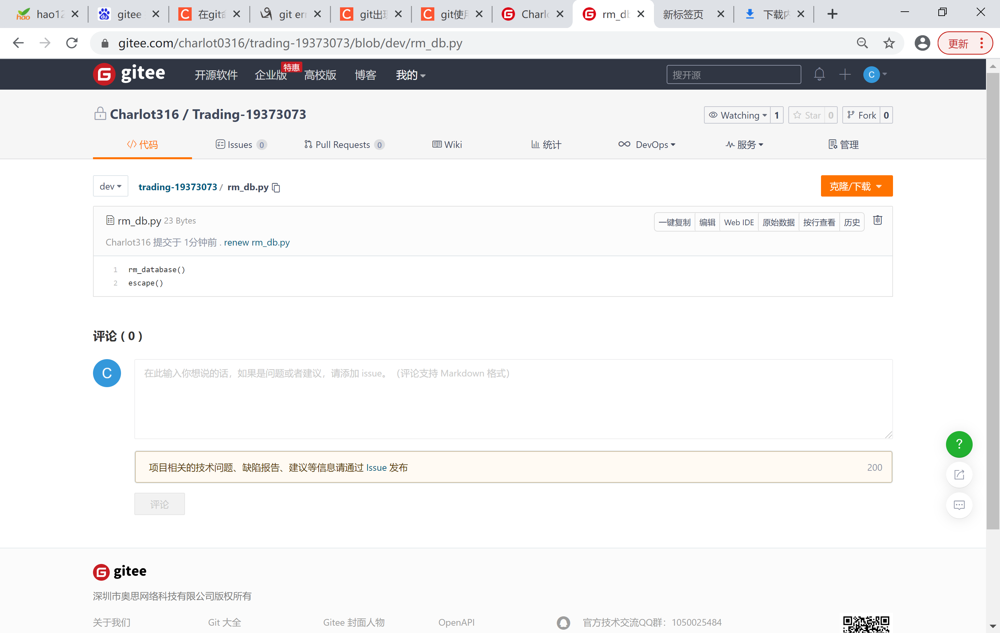 hao12
gitee
在git命
git err
git出现
git使用
Charlo
rm_db
新标签页
下载内
gitee.com/charlot0316/trading-19373073/blob/dev/rm_db.py
更新
gitee 开源软件 企业版 特惠 高校版 博客 我的 搜开源 C
Charlot316 / Trading-19373073
Watching 1 Star 0 Fork 0
代码 Issues 0 Pull Requests 0 Wiki 统计 DevOps 服务 管理
dev trading-19373073 / rm_db.py 克隆/下载
rm_db.py 23 Bytes 一键复制 编辑 Web IDE 原始数据 按行查看 历史
Charlot316 提交于 1分钟前 . renew rm_db.py
1 rm_database()
2 escape()
评论 ( 0 )
C
在此输入你想说的话，如果是问题或者建议，请添加 issue。（评论支持 Markdown 格式）
项目相关的技术问题、缺陷报告、建议等信息请通过 Issue 发布 200
评论
?
gitee
深圳市奥思网络科技有限公司版权所有
关于我们 Git 大全 Gitee 封面人物 OpenAPI 官方技术交流QQ群：1050025484